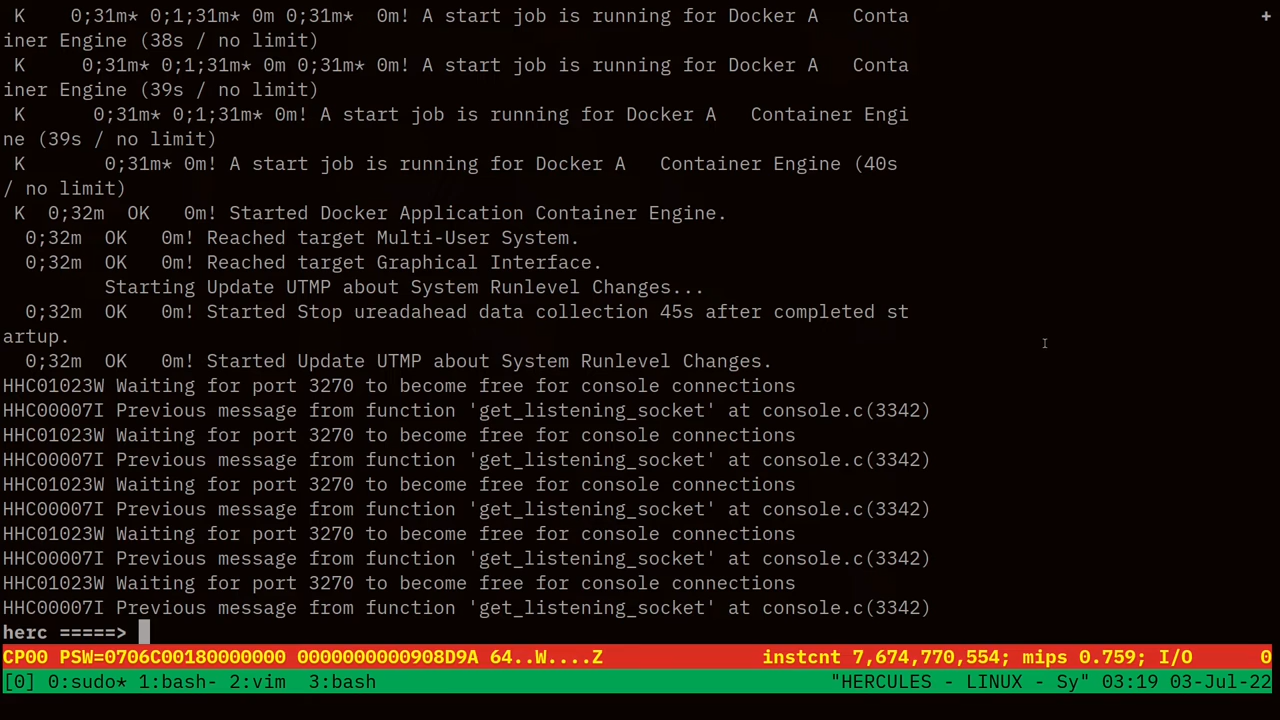 K     0;31m* 0;1;31m* 0m 0;31m*  0m! A start job is running for Docker A   Conta +
iner Engine (38s / no limit)
K     0;31m* 0;1;31m* 0m 0;31m*  0m! A start job is running for Docker A   Conta
iner Engine (39s / no limit)
K      0;31m* 0;1;31m* 0m! A start job is running for Docker A   Container Engi
ne (39s / no limit)
K       0;31m* 0m! A start job is running for Docker A   Container Engine (40s
/ no limit)
K  0;32m  OK   0m! Started Docker Application Container Engine.
0;32m  OK   0m! Reached target Multi-User System.
0;32m  OK   0m! Reached target Graphical Interface.
Starting Update UTMP about System Runlevel Changes...
0;32m  OK   0m! Started Stop ureadahead data collection 45s after completed st
artup.
0;32m  OK   0m! Started Update UTMP about System Runlevel Changes.
HHC01023W Waiting for port 3270 to become free for console connections
HHC00007I Previous message from function 'get_listening_socket' at console.c(3342)
HHC01023W Waiting for port 3270 to become free for console connections
HHC00007I Previous message from function 'get_listening_socket' at console.c(3342)
HHC01023W Waiting for port 3270 to become free for console connections
HHC00007I Previous message from function 'get_listening_socket' at console.c(3342)
HHC01023W Waiting for port 3270 to become free for console connections
HHC00007I Previous message from function 'get_listening_socket' at console.c(3342)
HHC01023W Waiting for port 3270 to become free for console connections
HHC00007I Previous message from function 'get_listening_socket' at console.c(3342)
herc =====>
CP00 PSW=0706C00180000000 0000000000908D9A 64..W....Z instcnt 7,674,770,554; mips 0.759; I/O 0
[0] 0:sudo* 1:bash- 2:vim  3:bash "HERCULES - LINUX - Sy" 03:19 03-Jul-22